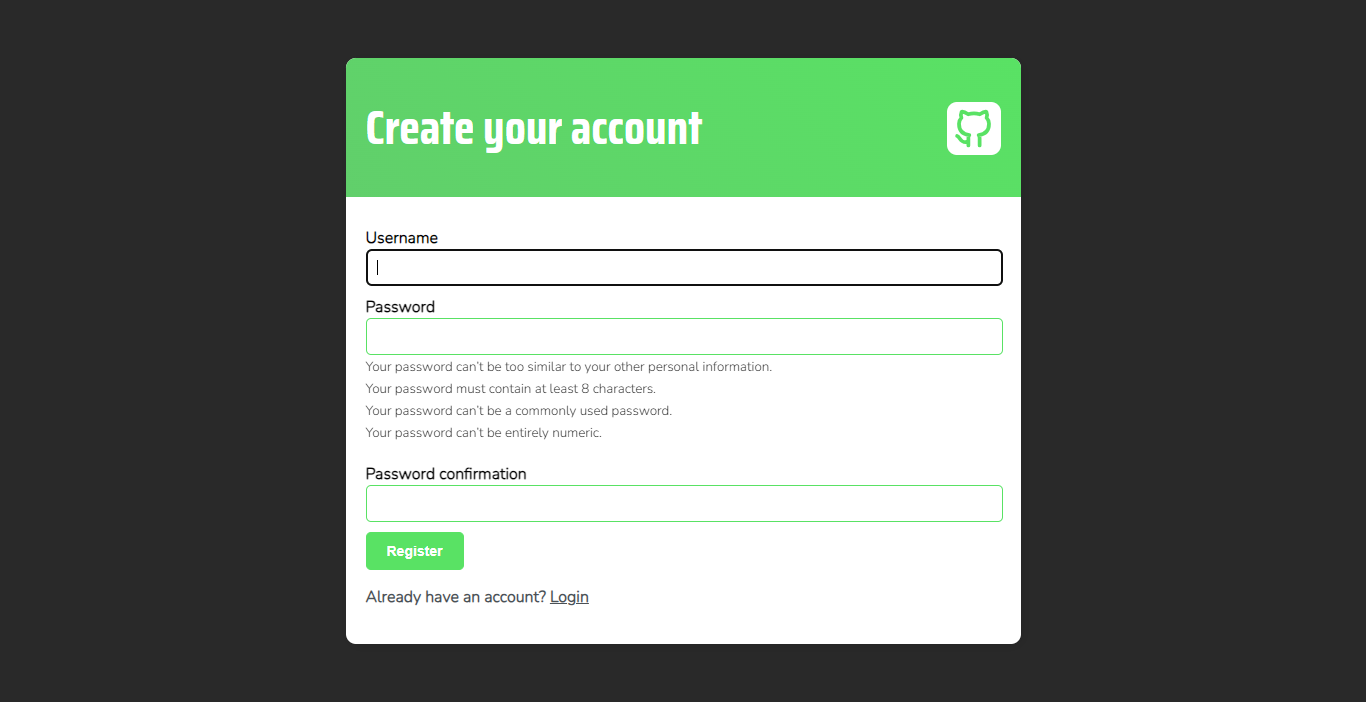 Create your account
Username
Password
Your password can't be too similar to your other personal information.
Your password must contain at least 8 characters.
Your password can't be a commonly used password.
Your password can't be entirely numeric.
Password confirmation
Register
Already have an account? Login